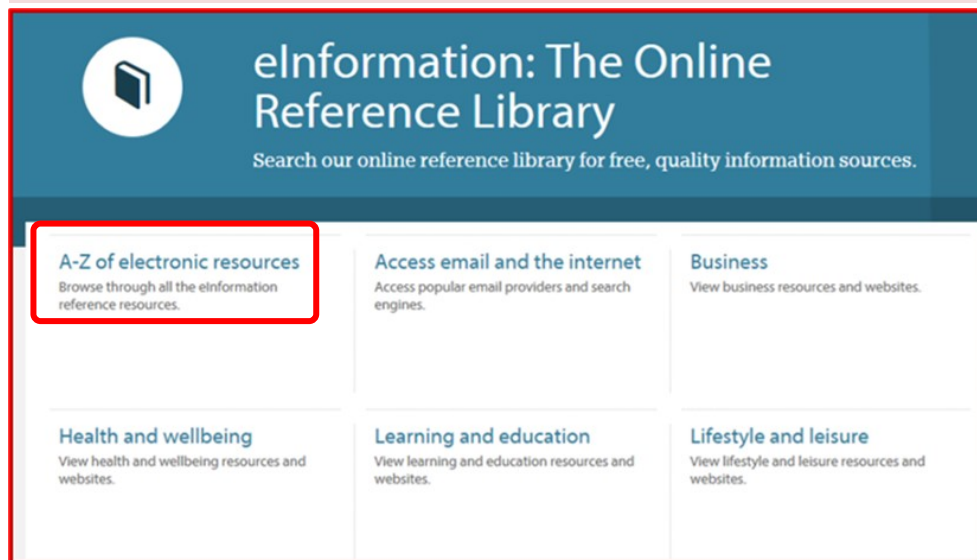 eInformation: The Online
Reference Library
Search our online reference library for free, quality information sources.
A-Z of electronic resources
Browse through all the eInformation
reference resources.
Access email and the internet
Access popular email providers and search
engines.
Business
View business resources and websites.
Health and wellbeing
View health and wellbeing resources and
websites.
Learning and education
View learning and education resources and
websites.
Lifestyle and leisure
View lifestyle and leisure resources and
websites.